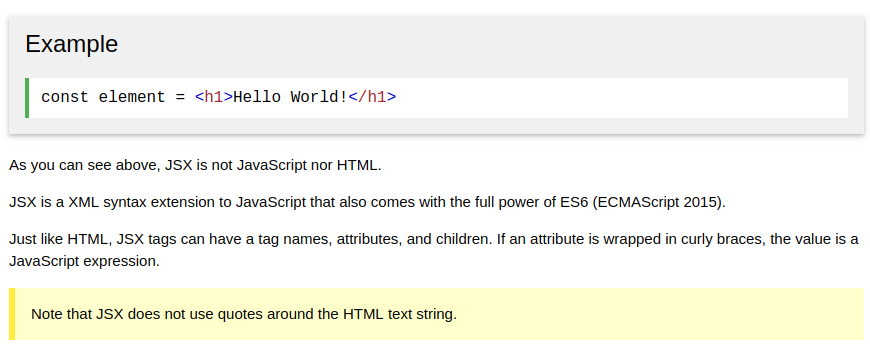 Example
const element = <h1>Hello World!</h1>
As you can see above, JSX is not JavaScript nor HTML.
JSX is a XML syntax extension to JavaScript that also comes with the full power of ES6 (ECMAScript 2015).
Just like HTML, JSX tags can have a tag names, attributes, and children. If an attribute is wrapped in curly braces, the value is a
JavaScript expression.
Note that JSX does not use quotes around the HTML text string.